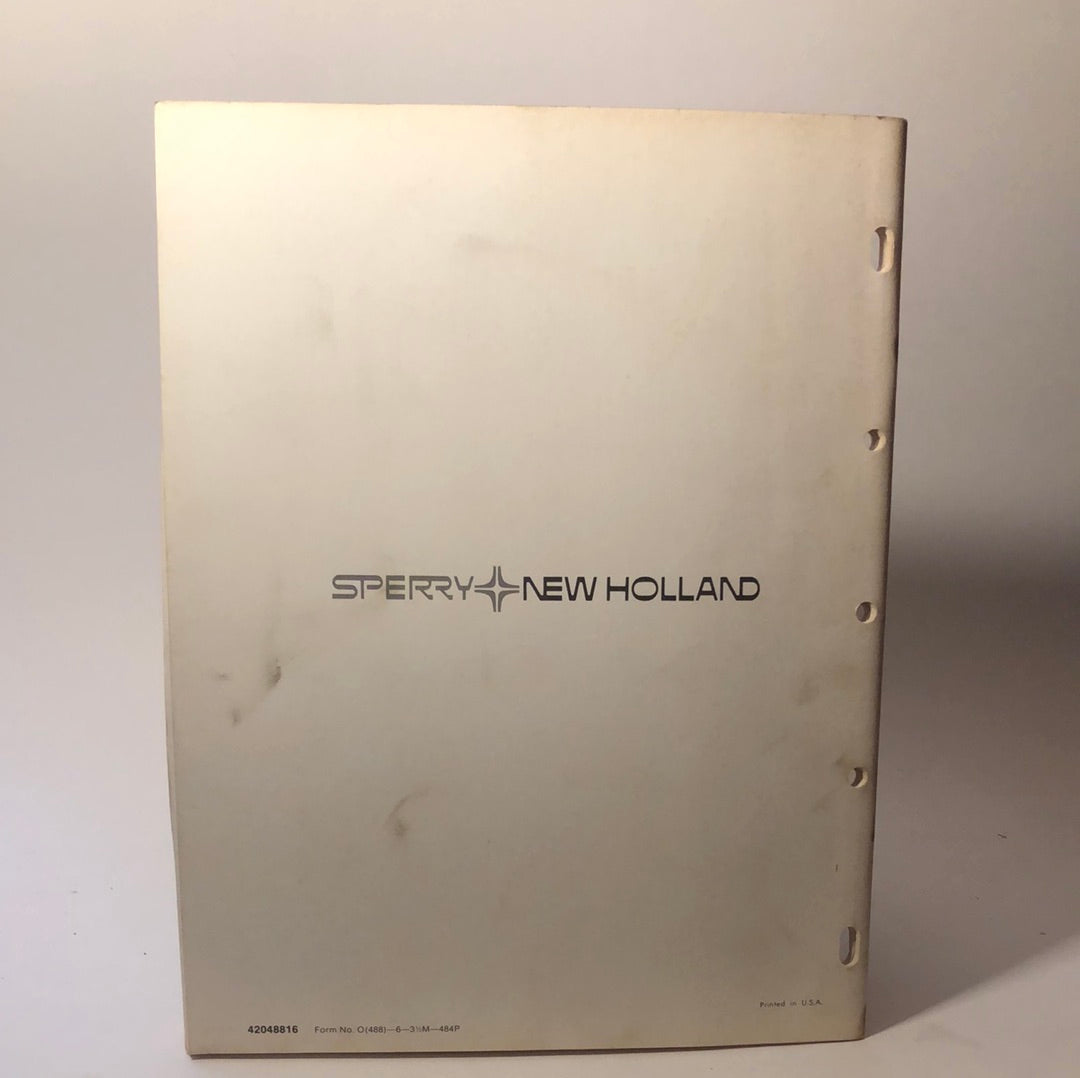 SPERRY NEW HOLLAND
Printed in U.S.A.
42048816 Form No. O(488)—6—3½M—484P